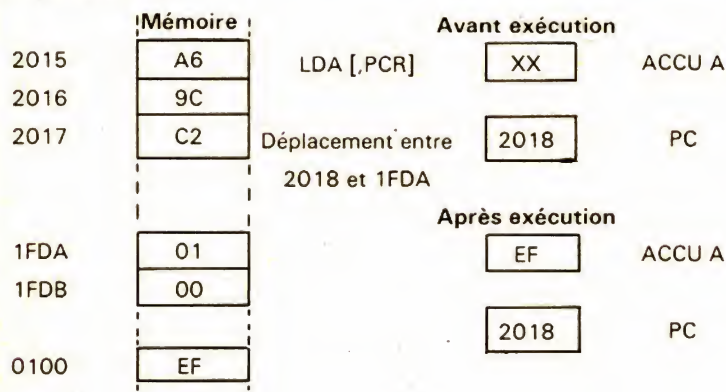 Mémoire Avant exécution
2015 A6 LDA [,PCR] XX ACCU A
2016 9C
2017 C2 Déplacement entre 2018 PC
2018 et 1FDA
Après exécution
1FDA 01 EF ACCU A
1FDB 00
2018 PC
0100 EF